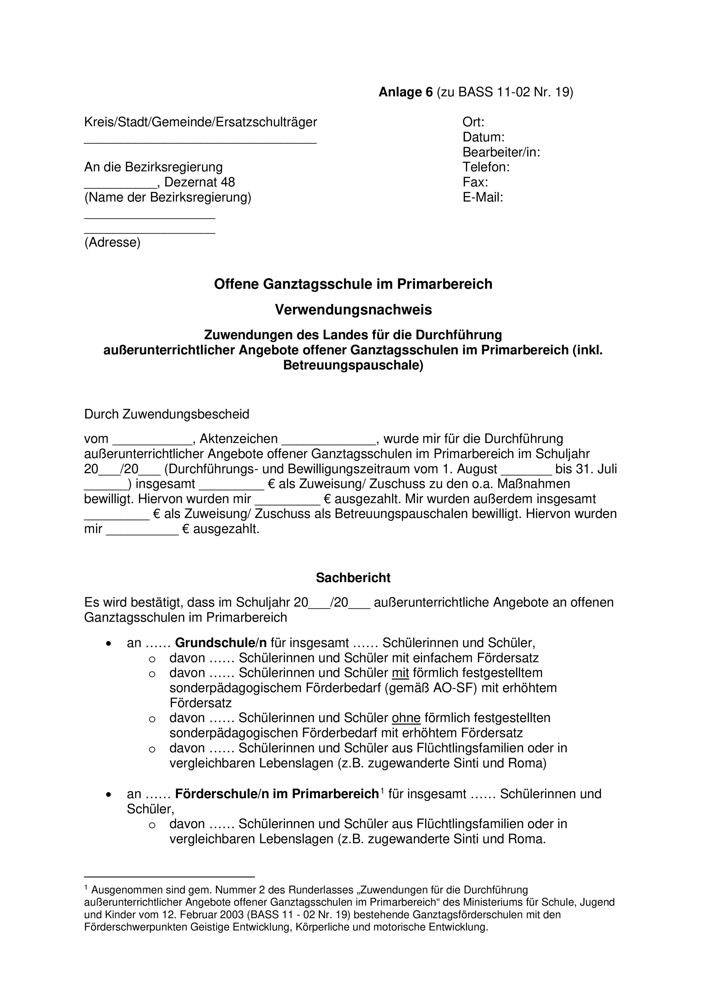 Anlage 6 (zu BASS 11-02 Nr. 19)
Kreis/Stadt/Gemeinde/Ersatzschulträger
________________________________
An die Bezirksregierung
__________, Dezernat 48
(Name der Bezirksregierung)
__________________
__________________
(Adresse)
Ort:
Datum:
Bearbeiter/in:
Telefon:
Fax:
E-Mail:
Offene Ganztagsschule im Primarbereich
Verwendungsnachweis
Zuwendungen des Landes für die Durchführung
außerunterrichtlicher Angebote offener Ganztagsschulen im Primarbereich (inkl.
Betreuungspauschale)
Durch Zuwendungsbescheid
vom ___________, Aktenzeichen _____________, wurde mir für die Durchführung
außerunterrichtlicher Angebote offener Ganztagsschulen im Primarbereich im Schuljahr
20___/20___ (Durchführungs- und Bewilligungszeitraum vom 1. August _______ bis 31. Juli
______) insgesamt _________ € als Zuweisung/ Zuschuss zu den o.a. Maßnahmen
bewilligt. Hiervon wurden mir _________ € ausgezahlt. Mir wurden außerdem insgesamt
_________ € als Zuweisung/ Zuschuss als Betreuungspauschalen bewilligt. Hiervon wurden
mir __________ € ausgezahlt.
Sachbericht
Es wird bestätigt, dass im Schuljahr 20___/20___ außerunterrichtliche Angebote an offenen
Ganztagsschulen im Primarbereich
• an …… Grundschule/n für insgesamt …… Schülerinnen und Schüler,
o davon …… Schülerinnen und Schüler mit einfachem Fördersatz
o davon …… Schülerinnen und Schüler mit förmlich festgestelltem
sonderpädagogischem Förderbedarf (gemäß AO-SF) mit erhöhtem
Fördersatz
o davon …… Schülerinnen und Schüler ohne förmlich festgestellten
sonderpädagogischen Förderbedarf mit erhöhtem Fördersatz
o davon …… Schülerinnen und Schüler aus Flüchtlingsfamilien oder in
vergleichbaren Lebenslagen (z.B. zugewanderte Sinti und Roma)
• an …… Förderschule/n im Primarbereich¹ für insgesamt …… Schülerinnen und
Schüler,
o davon …… Schülerinnen und Schüler aus Flüchtlingsfamilien oder in
vergleichbaren Lebenslagen (z.B. zugewanderte Sinti und Roma.
¹ Ausgenommen sind gem. Nummer 2 des Runderlasses „Zuwendungen für die Durchführung
außerunterrichtlicher Angebote offener Ganztagsschulen im Primarbereich“ des Ministeriums für Schule, Jugend
und Kinder vom 12. Februar 2003 (BASS 11 - 02 Nr. 19) bestehende Ganztagsförderschulen mit den
Förderschwerpunkten Geistige Entwicklung, Körperliche und motorische Entwicklung.